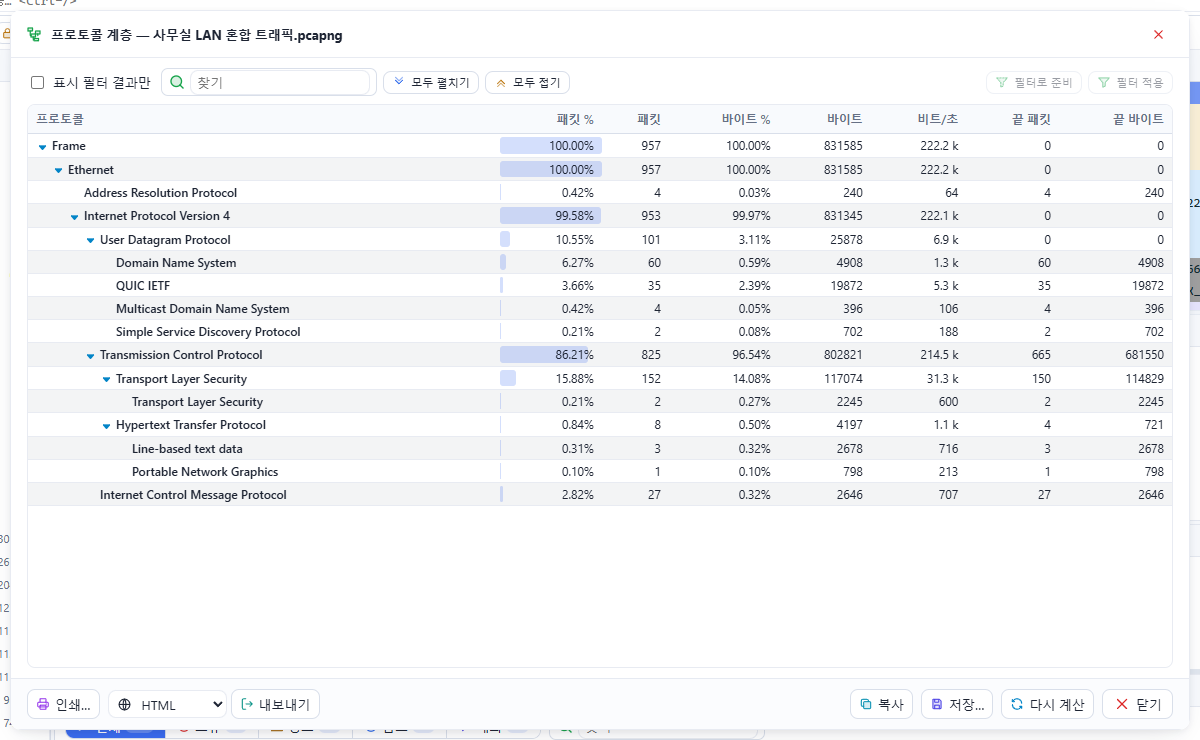 프로토콜 계층 — 사무실 LAN 혼합 트래픽.pcapng
표시 필터 결과만 찾기 모두 펼치기 모두 접기 필터로 준비 필터 적용
프로토콜 패킷 % 패킷 바이트 % 바이트 비트/초 끝 패킷 끝 바이트
Frame 100.00% 957 100.00% 831585 222.2 k 0 0
Ethernet 100.00% 957 100.00% 831585 222.2 k 0 0
Address Resolution Protocol 0.42% 4 0.03% 240 64 4 240
Internet Protocol Version 4 99.58% 953 99.97% 831345 222.1 k 0 0
User Datagram Protocol 10.55% 101 3.11% 25878 6.9 k 0 0
Domain Name System 6.27% 60 0.59% 4908 1.3 k 60 4908
QUIC IETF 3.66% 35 2.39% 19872 5.3 k 35 19872
Multicast Domain Name System 0.42% 4 0.05% 396 106 4 396
Simple Service Discovery Protocol 0.21% 2 0.08% 702 188 2 702
Transmission Control Protocol 86.21% 825 96.54% 802821 214.5 k 665 681550
Transport Layer Security 15.88% 152 14.08% 117074 31.3 k 150 114829
Transport Layer Security 0.21% 2 0.27% 2245 600 2 2245
Hypertext Transfer Protocol 0.84% 8 0.50% 4197 1.1 k 4 721
Line-based text data 0.31% 3 0.32% 2678 716 3 2678
Portable Network Graphics 0.10% 1 0.10% 798 213 1 798
Internet Control Message Protocol 2.82% 27 0.32% 2646 707 27 2646
인쇄... HTML 내보내기 복사 저장... 다시 계산 닫기